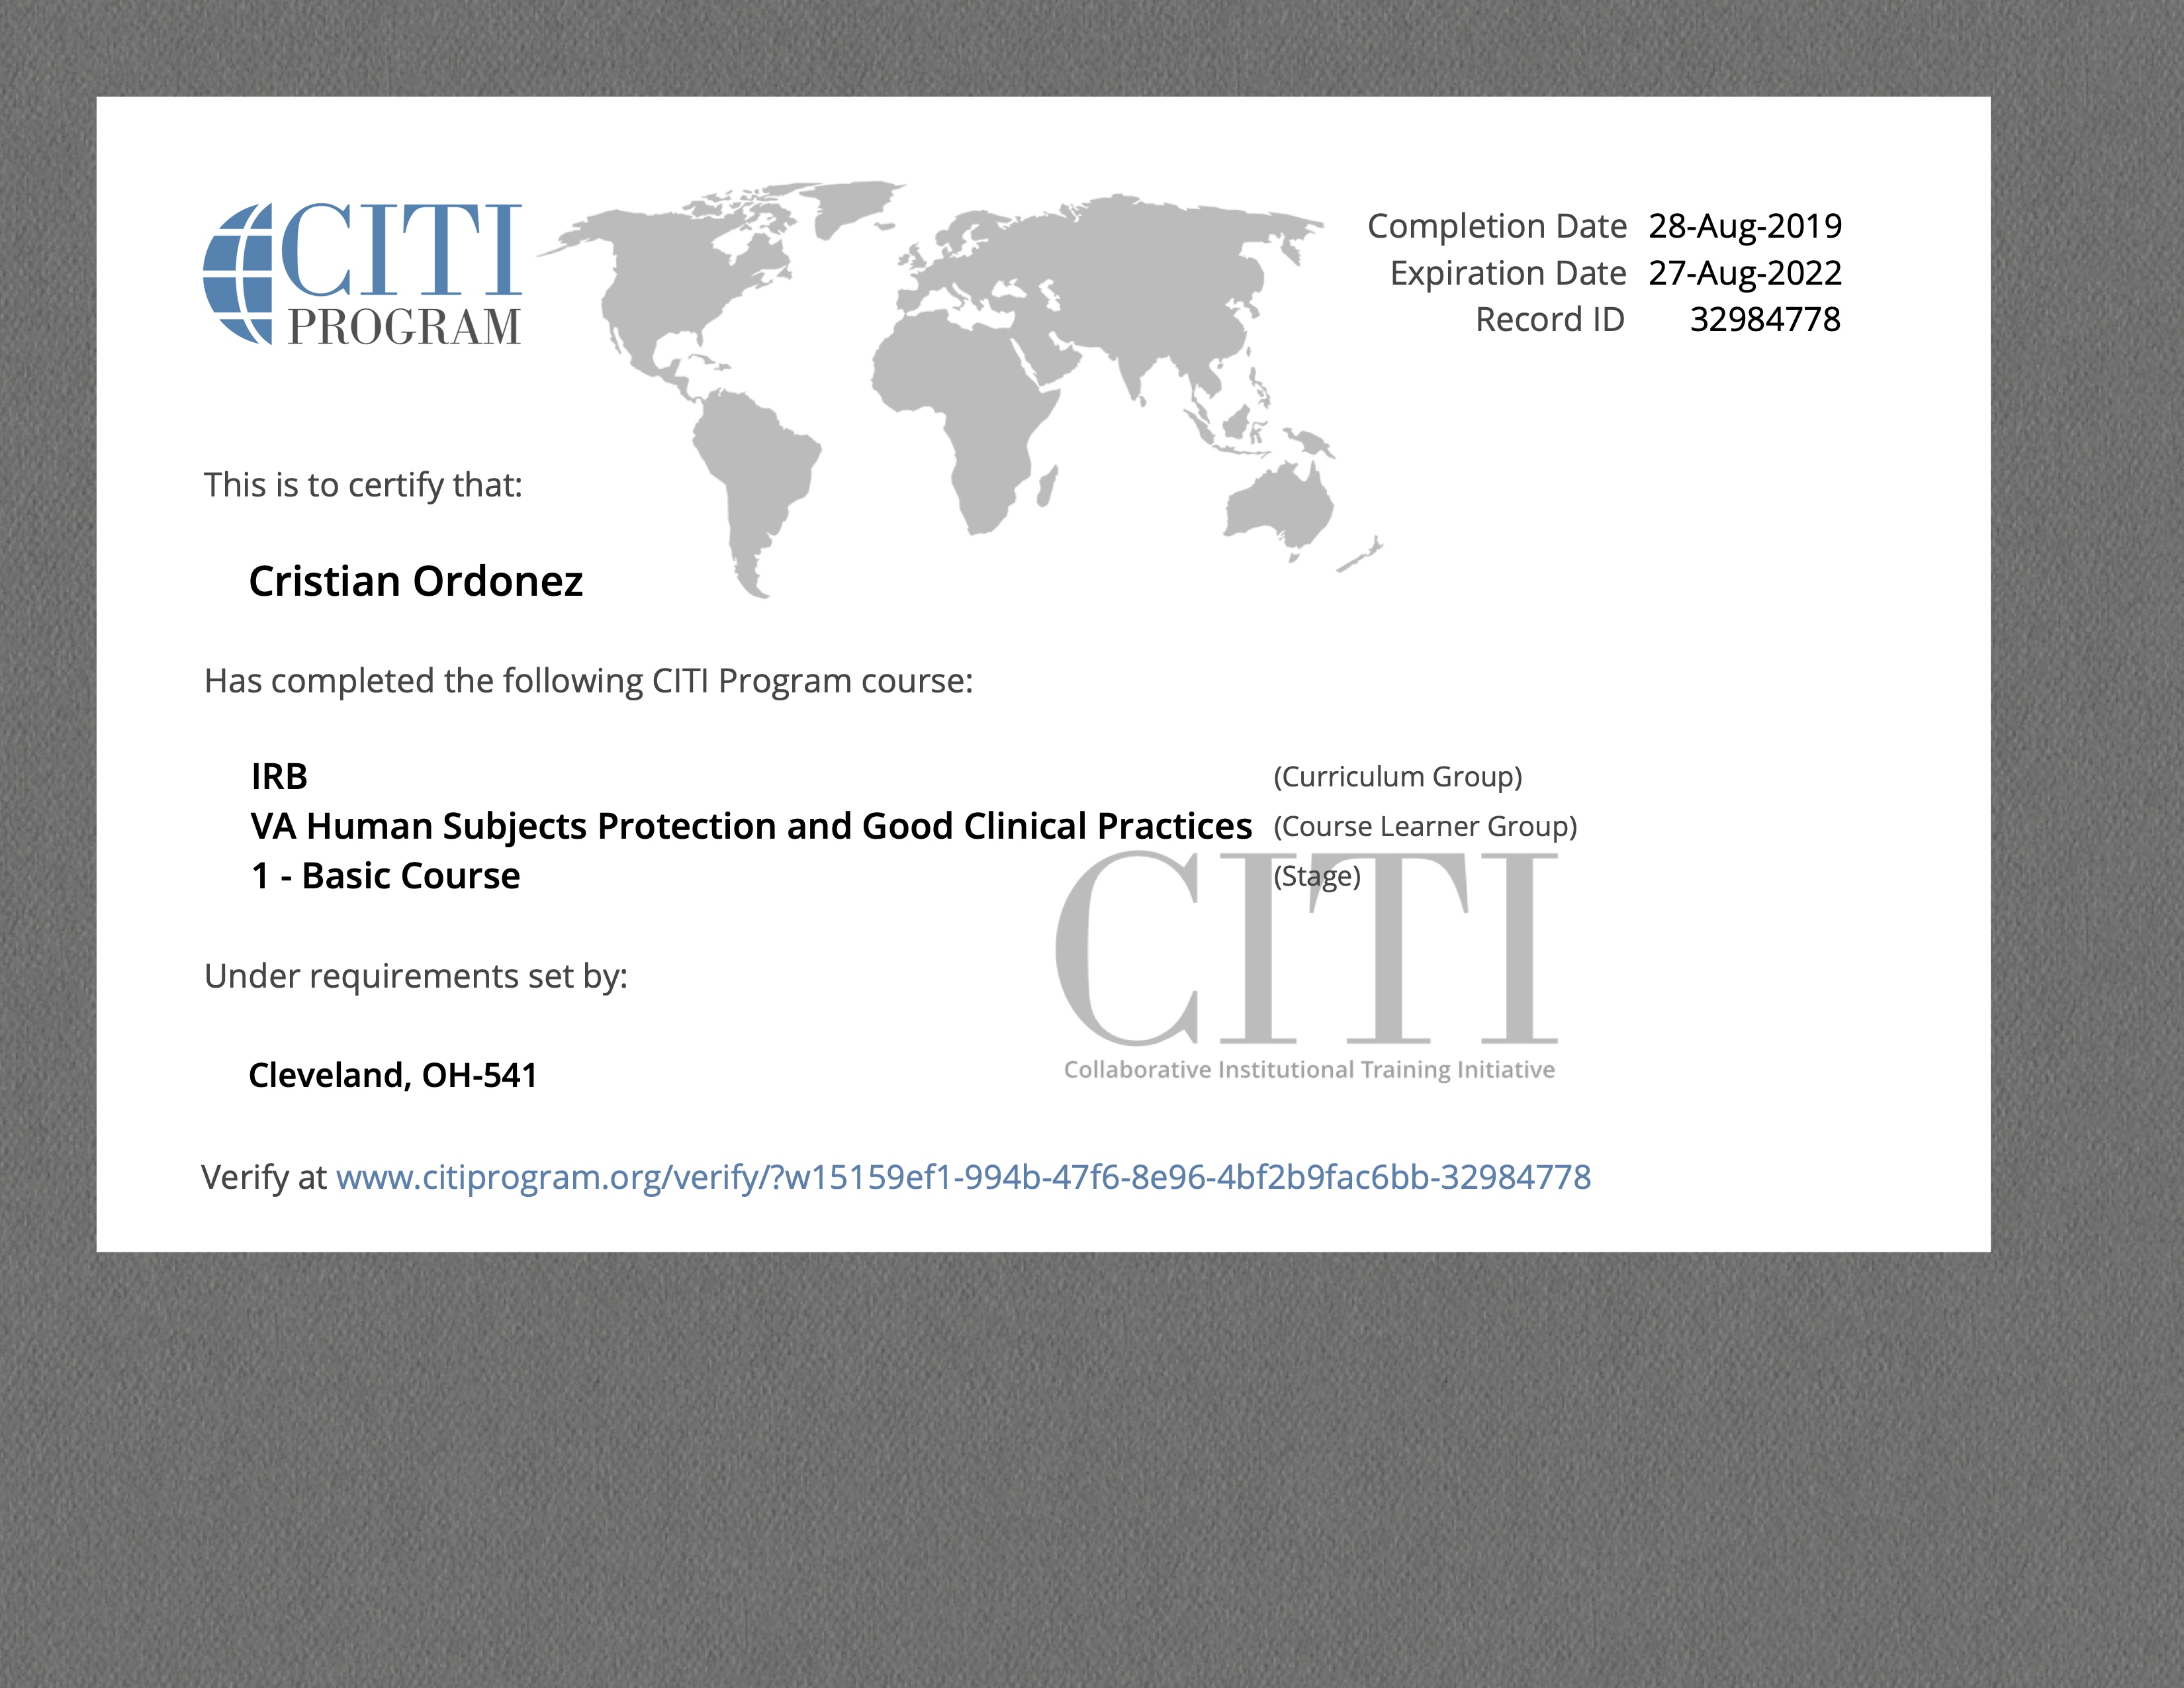 CITI
PROGRAM
Completion Date 28-Aug-2019
Expiration Date 27-Aug-2022
Record ID 32984778
This is to certify that:
Cristian Ordonez
Has completed the following CITI Program course:
IRB (Curriculum Group)
VA Human Subjects Protection and Good Clinical Practices (Course Learner Group)
1 - Basic Course (Stage)
Under requirements set by:
Cleveland, OH-541
CITI
Collaborative Institutional Training Initiative
Verify at www.citiprogram.org/verify/?w15159ef1-994b-47f6-8e96-4bf2b9fac6bb-32984778